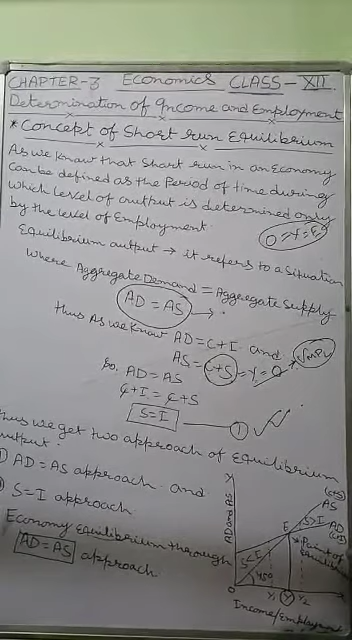 CHAPTER-3 Economics CLASS-XII
Determination of Income and Employment
*Concept of Short run Equilibrium
As we know that Short run in an Economy
Can be defined as the Period of time during
which level of output is determined only
by the level of Employment.
Equilibrium output → it refers to a Situation
where Aggregate Demand = Aggregate Supply
AD = AS
thus As we know AD = C+I and
AS = C+S = Y =
So, AD = AS
C+I = C+S
S=I ——— ①
thus we get two approach of Equilibrium
output.
AD = AS approach and
S=I approach
Economy Equilibrium through
AD = AS approach
Y
AD and AS
(C+S)
AS
S>I AD
(C+I)
E
Point of
Equilibrium
S<I
45°
O Y₁ Y Y₂
Income/Employment